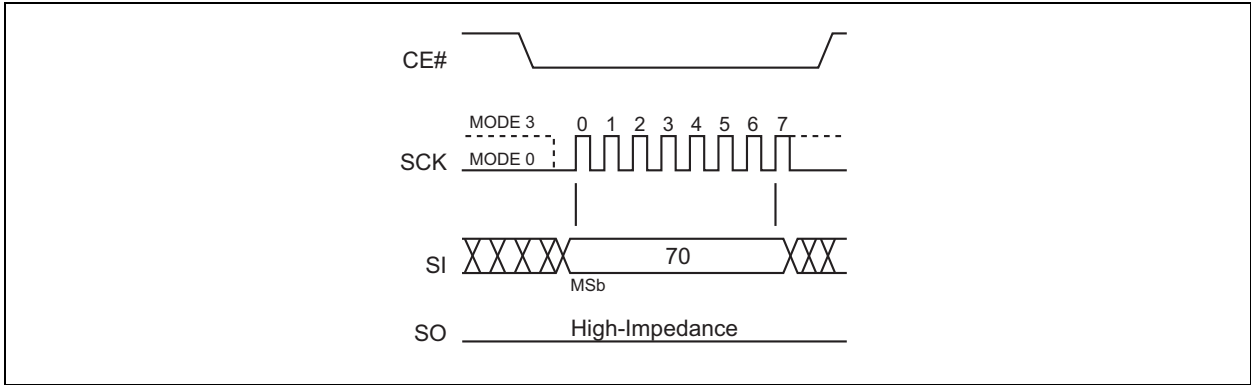 CE#
MODE 3
0 1 2 3 4 5 6 7
SCK
MODE 0
SI
70
MSb
SO
High-Impedance